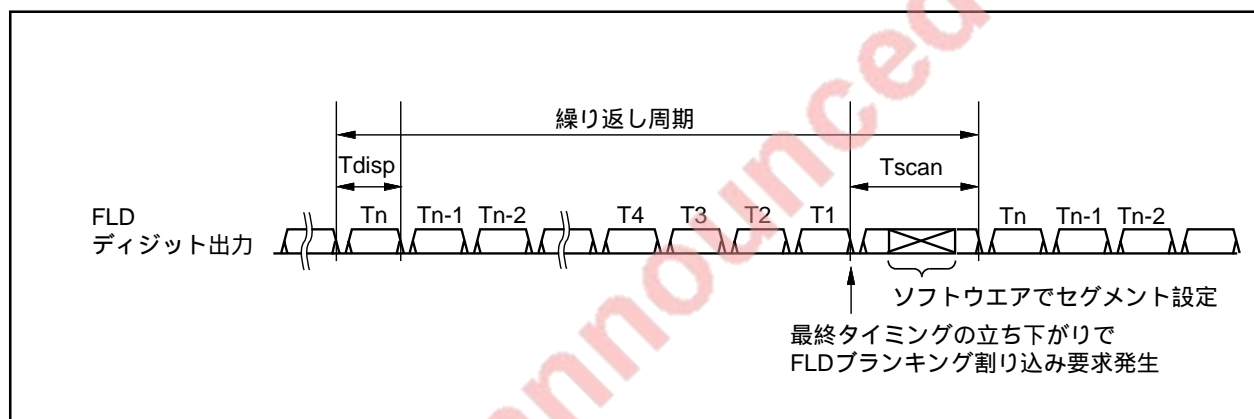 繰り返し周期
Tdisp
Tscan
FLD
ディジット出力
Tn Tn-1 Tn-2 T4 T3 T2 T1 Tn Tn-1 Tn-2
ソフトウエアでセグメント設定
最終タイミングの立ち下がりで
FLDブランキング割り込み要求発生
nnounced